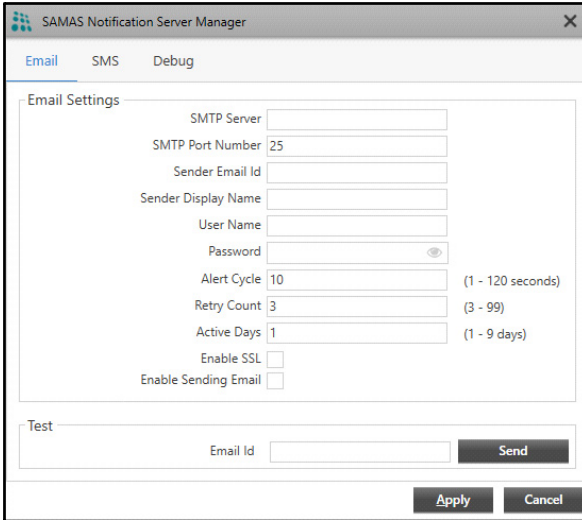 SAMAS Notification Server Manager
Email SMS Debug
Email Settings
SMTP Server
SMTP Port Number 25
Sender Email Id
Sender Display Name
User Name
Password
Alert Cycle 10 (1 - 120 seconds)
Retry Count 3 (3 - 99)
Active Days 1 (1 - 9 days)
Enable SSL
Enable Sending Email
Test
Email Id Send
Apply Cancel